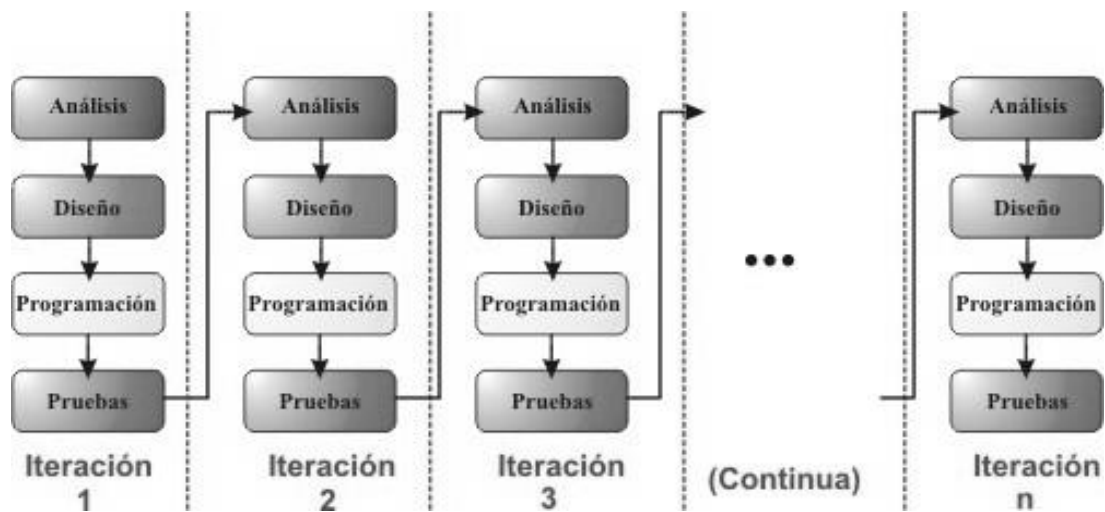 Análisis
Diseño
Programación
Pruebas
Iteración
1
Análisis
Diseño
Programación
Pruebas
Iteración
2
Análisis
Diseño
Programación
Pruebas
Iteración
3
...
(Continua)
Análisis
Diseño
Programación
Pruebas
Iteración
n